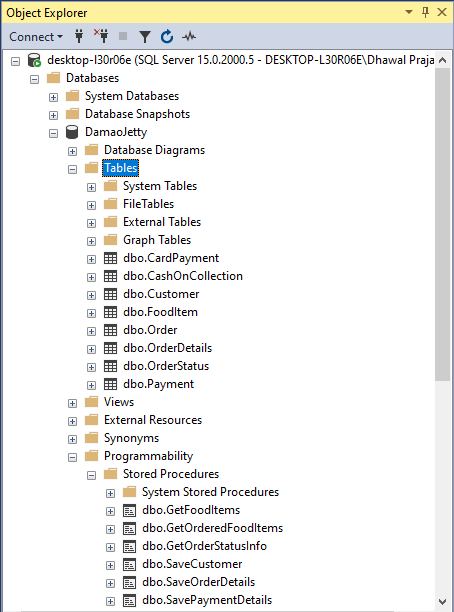 Object Explorer
Connect
desktop-l30r06e (SQL Server 15.0.2000.5 - DESKTOP-L30R06E\Dhawal Praja
Databases
System Databases
Database Snapshots
DamaoJetty
Database Diagrams
Tables
System Tables
FileTables
External Tables
Graph Tables
dbo.CardPayment
dbo.CashOnCollection
dbo.Customer
dbo.FoodItem
dbo.Order
dbo.OrderDetails
dbo.OrderStatus
dbo.Payment
Views
External Resources
Synonyms
Programmability
Stored Procedures
System Stored Procedures
dbo.GetFoodItems
dbo.GetOrderedFoodItems
dbo.GetOrderStatusInfo
dbo.SaveCustomer
dbo.SaveOrderDetails
dbo.SavePaymentDetails